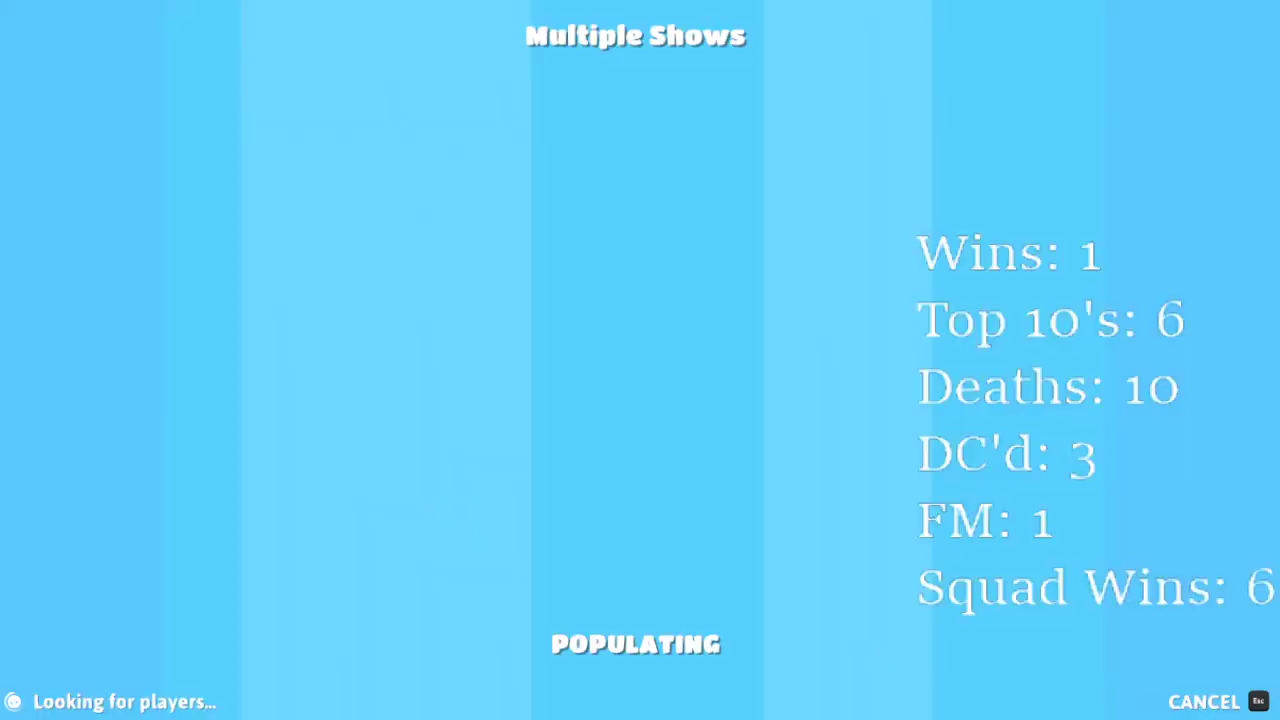 Multiple Shows
Wins: 1
Top 10's: 6
Deaths: 10
DC'd: 3
FM: 1
Squad Wins: 6
POPULATING
Looking for players...
CANCEL Esc